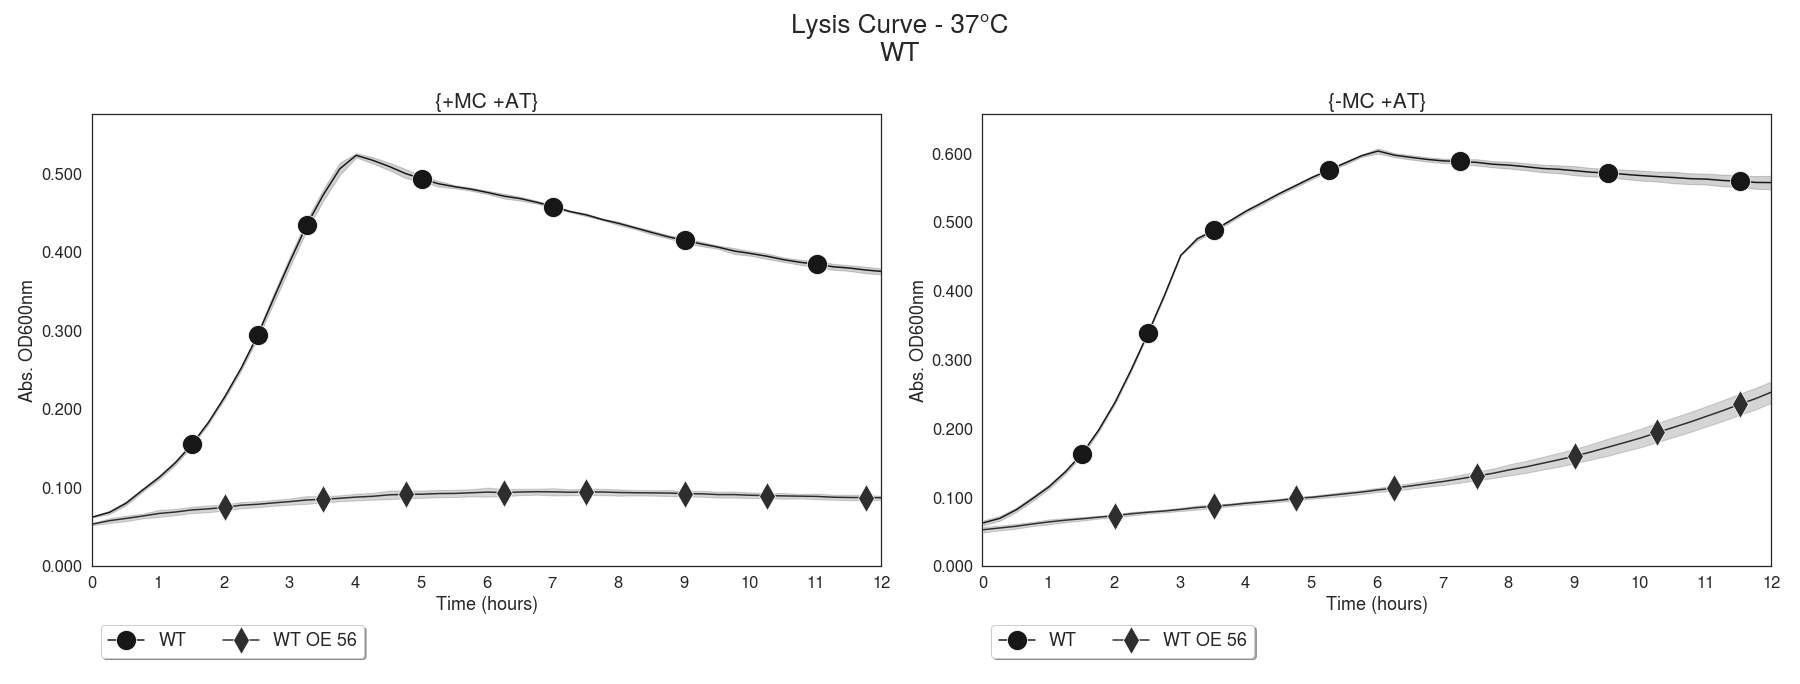 Lysis Curve - 37°C
WT
{+MC +AT}
Abs. OD600nm
0.500
0.400
0.300
0.200
0.100
0.000
0 1 2 3 4 5 6 7 8 9 10 11 12
Time (hours)
WT WT OE 56
{-MC +AT}
Abs. OD600nm
0.600
0.500
0.400
0.300
0.200
0.100
0.000
0 1 2 3 4 5 6 7 8 9 10 11 12
Time (hours)
WT WT OE 56